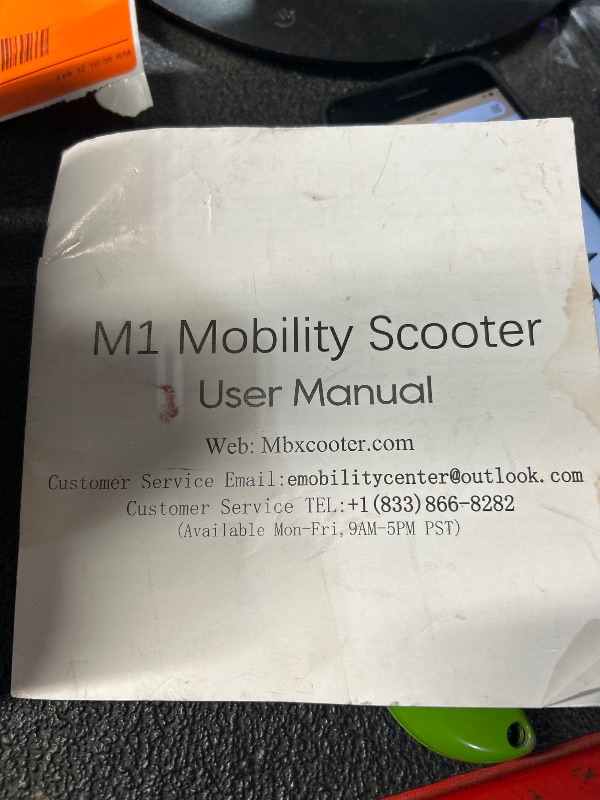 M1 Mobility Scooter
User Manual
Web: Mbxcooter.com
Customer Service Email:emobilitycenter@outlook.com
Customer Service TEL:+1(833)866-8282
(Available Mon-Fri,9AM-5PM PST)